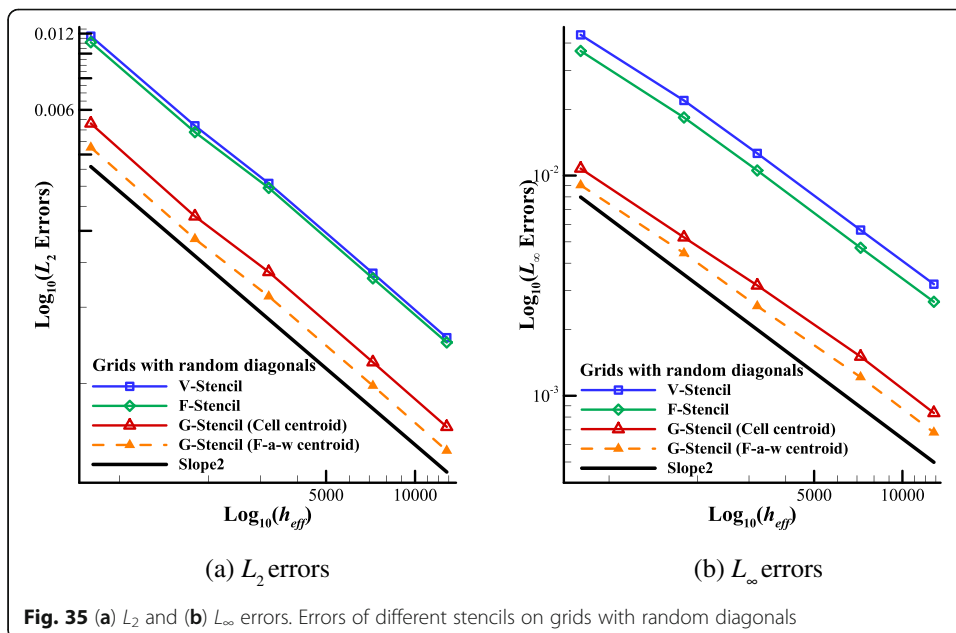 0.012
0.006
Log10(L2 Errors)
Grids with random diagonals
V-Stencil
F-Stencil
G-Stencil (Cell centroid)
G-Stencil (F-a-w centroid)
Slope2
5000
10000
Log10(heff)
(a) L2 errors
10-2
10-3
Log10(L∞ Errors)
Grids with random diagonals
V-Stencil
F-Stencil
G-Stencil (Cell centroid)
G-Stencil (F-a-w centroid)
Slope2
5000
10000
Log10(heff)
(b) L∞ errors
Fig. 35 (a) L2 and (b) L∞ errors. Errors of different stencils on grids with random diagonals